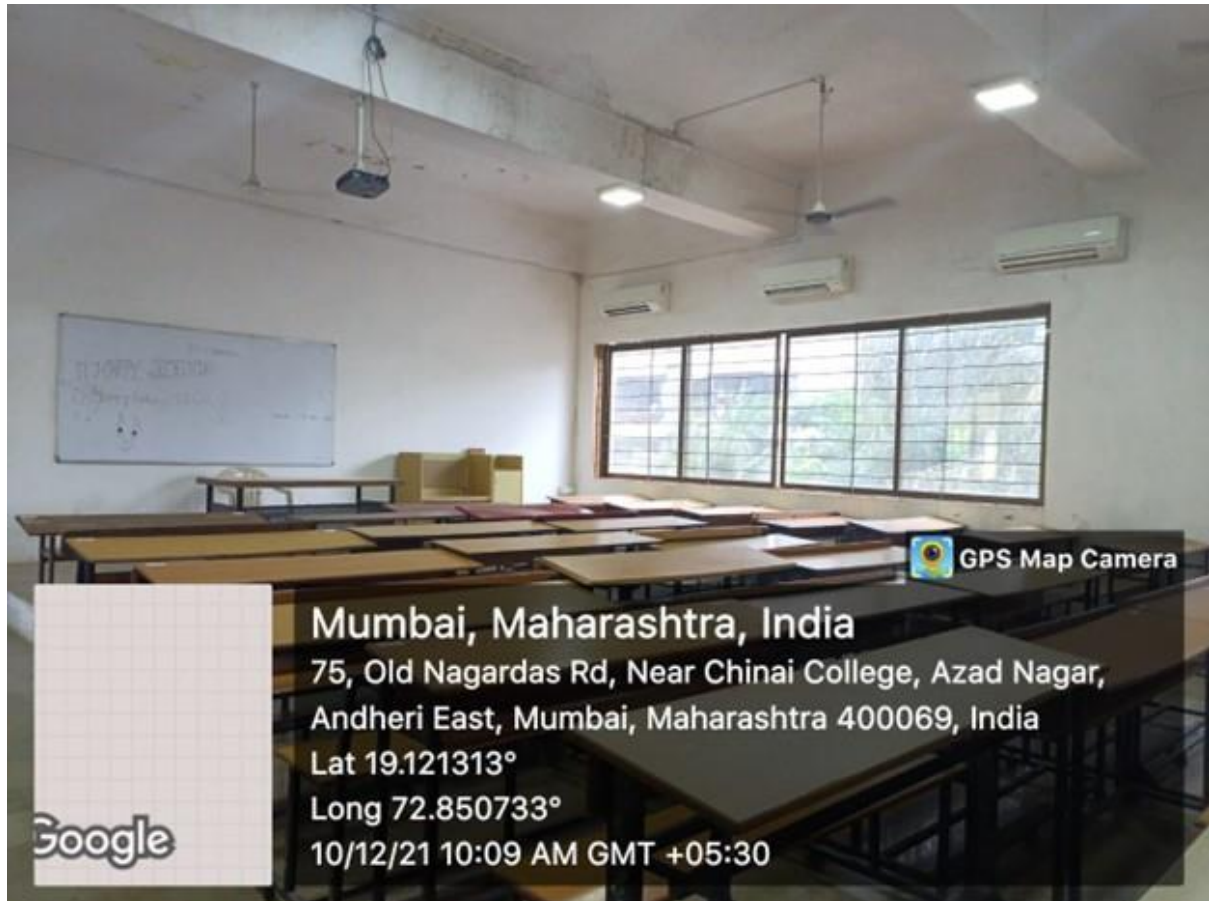 GPS Map Camera
Mumbai, Maharashtra, India
75, Old Nagardas Rd, Near Chinai College, Azad Nagar,
Andheri East, Mumbai, Maharashtra 400069, India
Lat 19.121313°
Long 72.850733°
10/12/21 10:09 AM GMT +05:30
Google